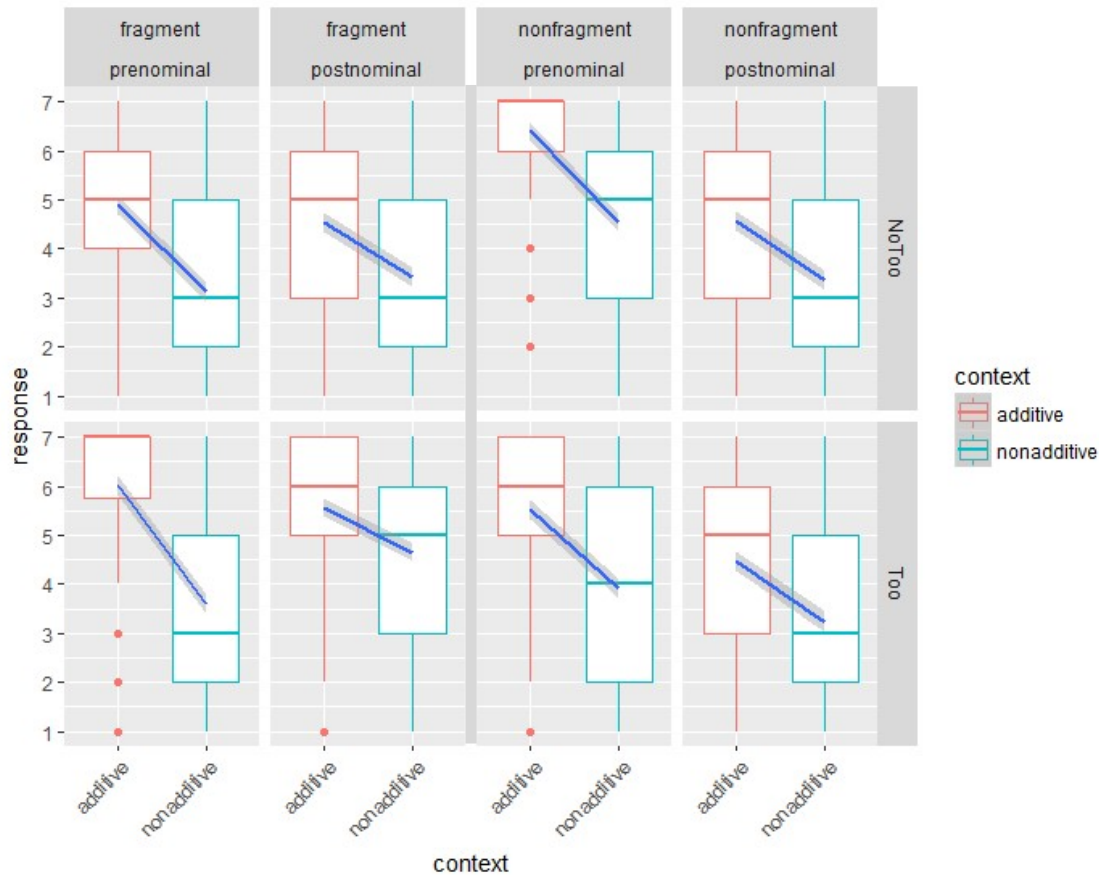 fragment fragment nonfragment nonfragment
prenominal postnominal prenominal postnominal
7
6
5
4
3
2
1
NoToo
response
7
6
5
4
3
2
1
Too
context
additive
nonadditive
additive nonadditive additive nonadditive additive nonadditive additive nonadditive
context